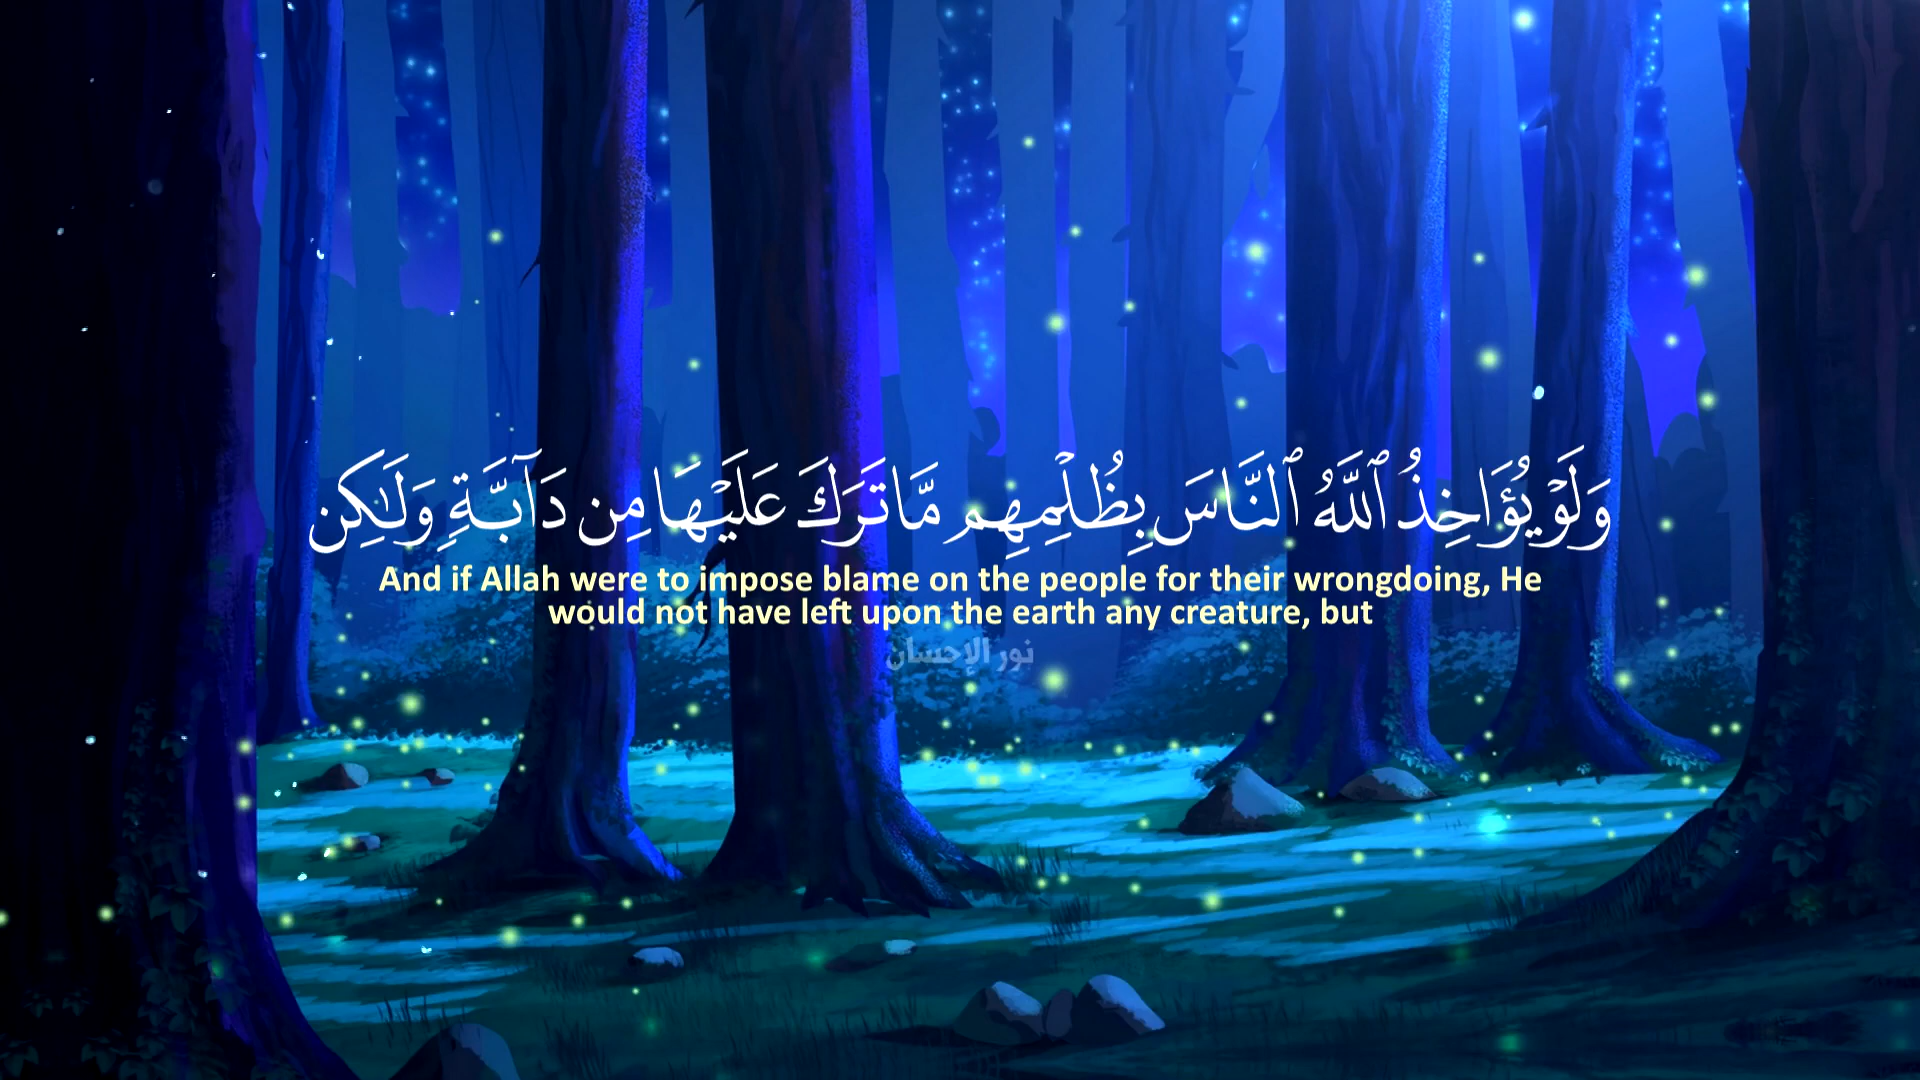 وَلَوْ يُؤَاخِذُ ٱللَّهُ ٱلنَّاسَ بِظُلْمِهِم مَّا تَرَكَ عَلَيْهَا مِن دَآبَّةٍ وَلَـٰكِن
And if Allah were to impose blame on the people for their wrongdoing, He
would not have left upon the earth any creature, but
نور الإحسان